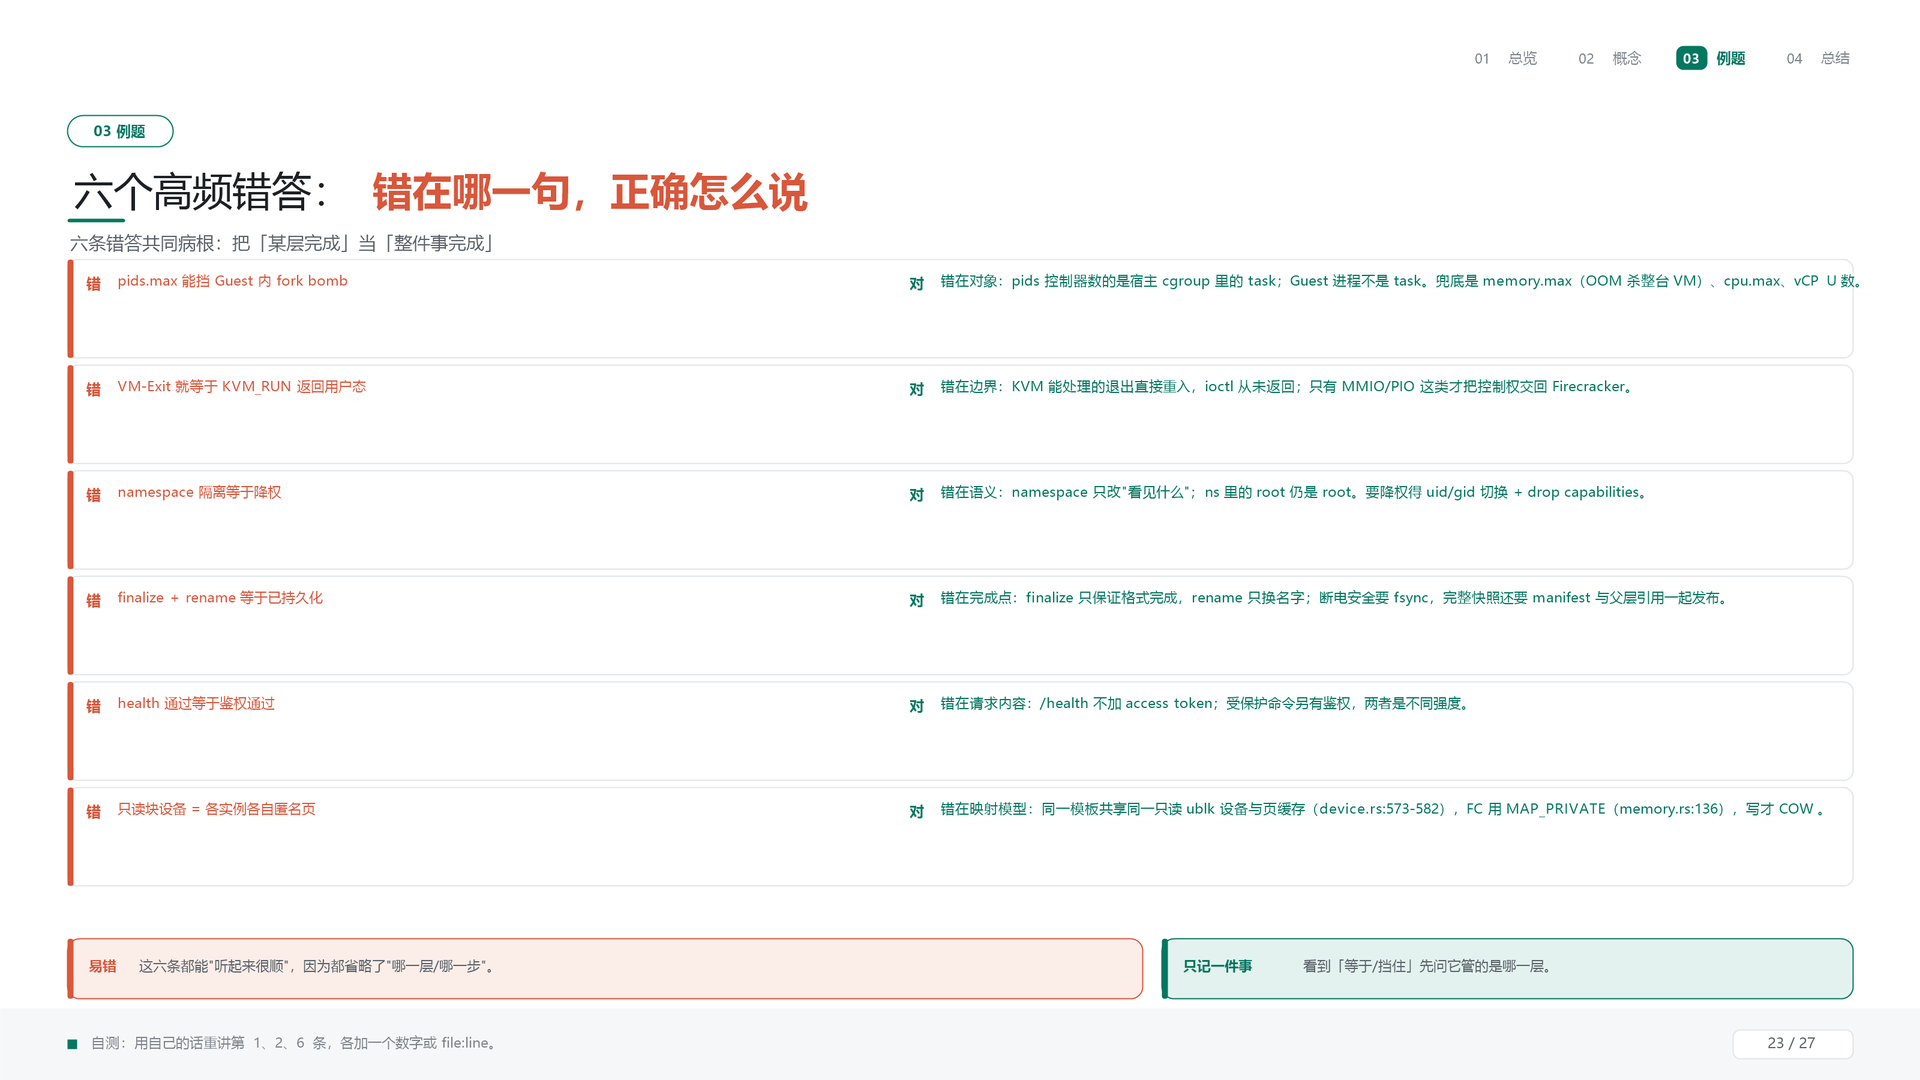 01 总览 02 概念 03 例题 04 总结
03 例题
六个高频错答： 错在哪一句，正确怎么说
六条错答共同病根：把「某层完成」当「整件事完成」
错 pids.max 能挡 Guest 内 fork bomb 对 错在对象：pids 控制器数的是宿主 cgroup 里的 task；Guest 进程不是 task。兜底是 memory.max（OOM 杀整台 VM）、cpu.max、vCP U 数。
错 VM-Exit 就等于 KVM_RUN 返回用户态 对 错在边界：KVM 能处理的退出直接重入，ioctl 从未返回；只有 MMIO/PIO 这类才把控制权交回 Firecracker。
错 namespace 隔离等于降权 对 错在语义：namespace 只改"看见什么"；ns 里的 root 仍是 root。要降权得 uid/gid 切换 + drop capabilities。
错 finalize + rename 等于已持久化 对 错在完成点：finalize 只保证格式完成，rename 只换名字；断电安全要 fsync，完整快照还要 manifest 与父层引用一起发布。
错 health 通过等于鉴权通过 对 错在请求内容：/health 不加 access token；受保护命令另有鉴权，两者是不同强度。
错 只读块设备 = 各实例各自匿名页 对 错在映射模型：同一模板共享同一只读 ublk 设备与页缓存（device.rs:573-582），FC 用 MAP_PRIVATE（memory.rs:136），写才 COW 。
易错 这六条都能"听起来很顺"，因为都省略了"哪一层/哪一步"。
只记一件事 看到「等于/挡住」先问它管的是哪一层。
自测：用自己的话重讲第 1、2、6 条，各加一个数字或 file:line。
23 / 27